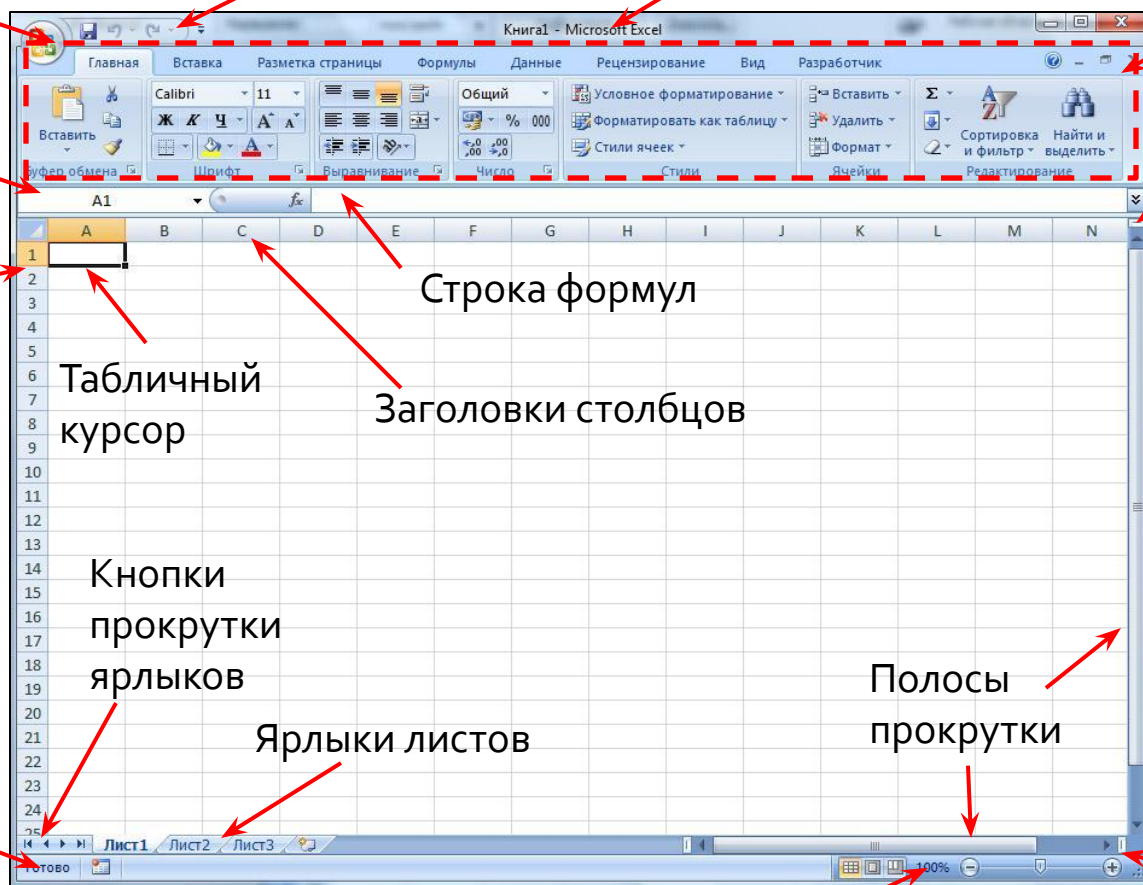 Книга1 - Microsoft Excel
Главная Вставка Разметка страницы Формулы Данные Рецензирование Вид Разработчик
Calibri 11 Общий Условное форматирование Вставить Σ
Вставить Ж К Ч А А % 000 Форматировать как таблицу Удалить Сортировка и фильтр Найти и выделить
А ,00 ,0 Стили ячеек Формат
Буфер обмена Шрифт Выравнивание Число Стили Ячейки Редактирование
A1 fx
A B C D E F G H I J K L M N
1
2
Строка формул
3
4
5
6
Табличный
7
Заголовки столбцов
8
курсор
9
10
11
12
13
14
Кнопки
15
16
прокрутки
17
18
ярлыков
Полосы
19
20
прокрутки
21
Ярлыки листов
22
23
24
25
Лист1 Лист2 Лист3
Готово 100%